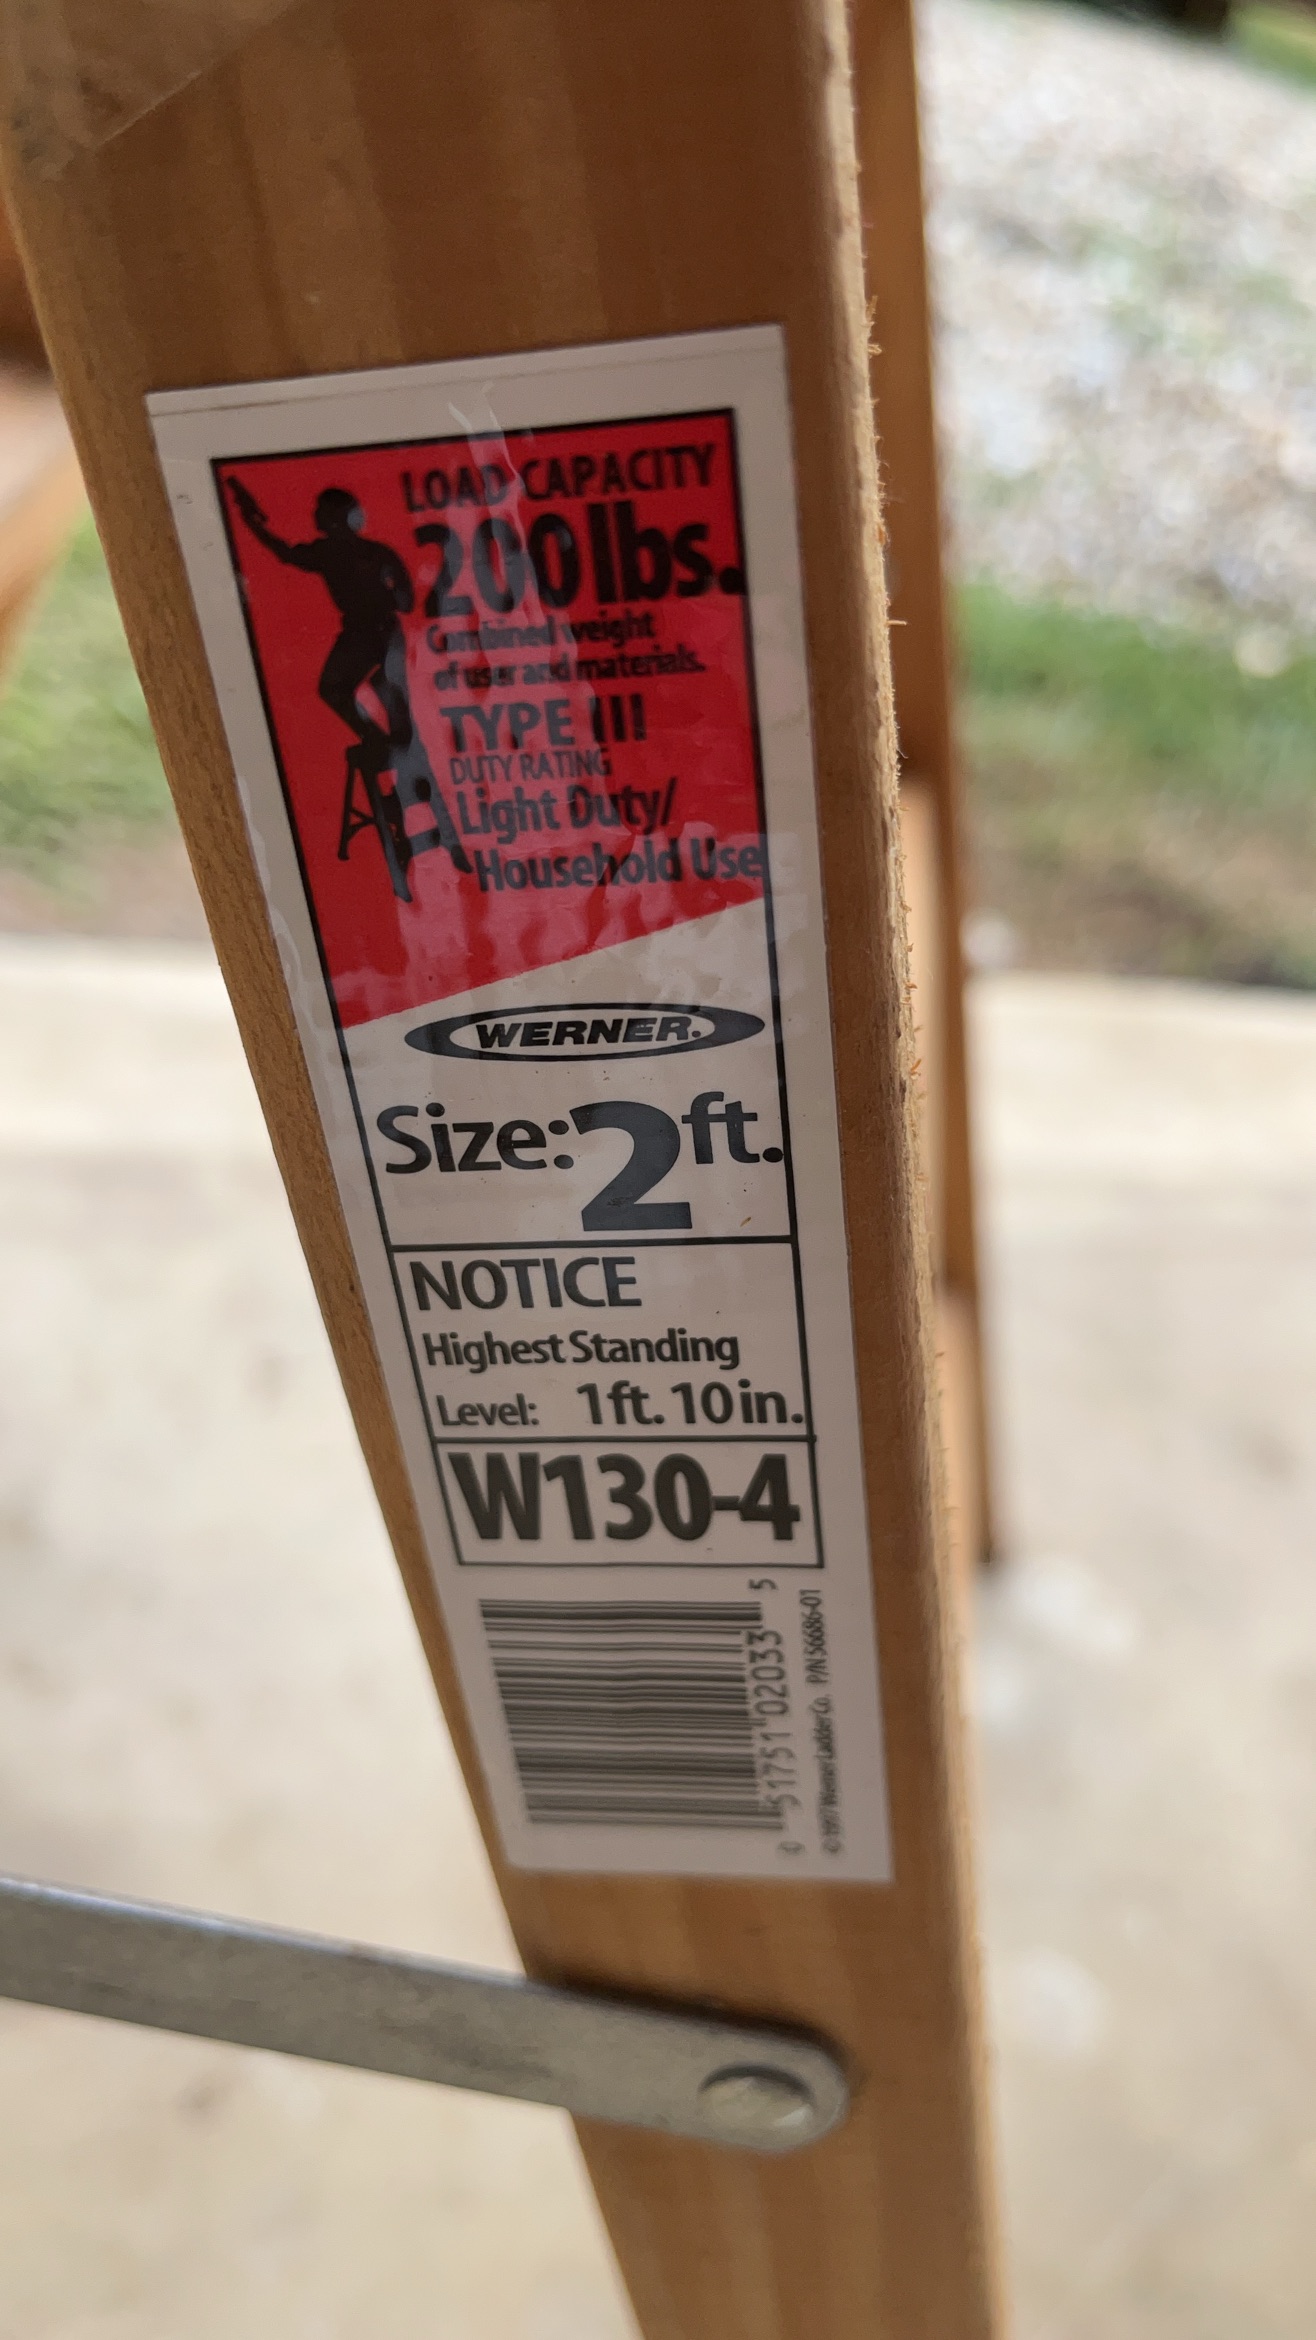 LOAD CAPACITY
200 lbs.
Combined weight
of user and materials.
TYPE III
DUTY RATING
Light Duty/
Household Use
WERNER.
Size: 2 ft.
NOTICE
Highest Standing
Level: 1 ft. 10 in.
W130-4
0 51751 02033 5
© 1997 Werner Ladder Co. P/N 56686-01